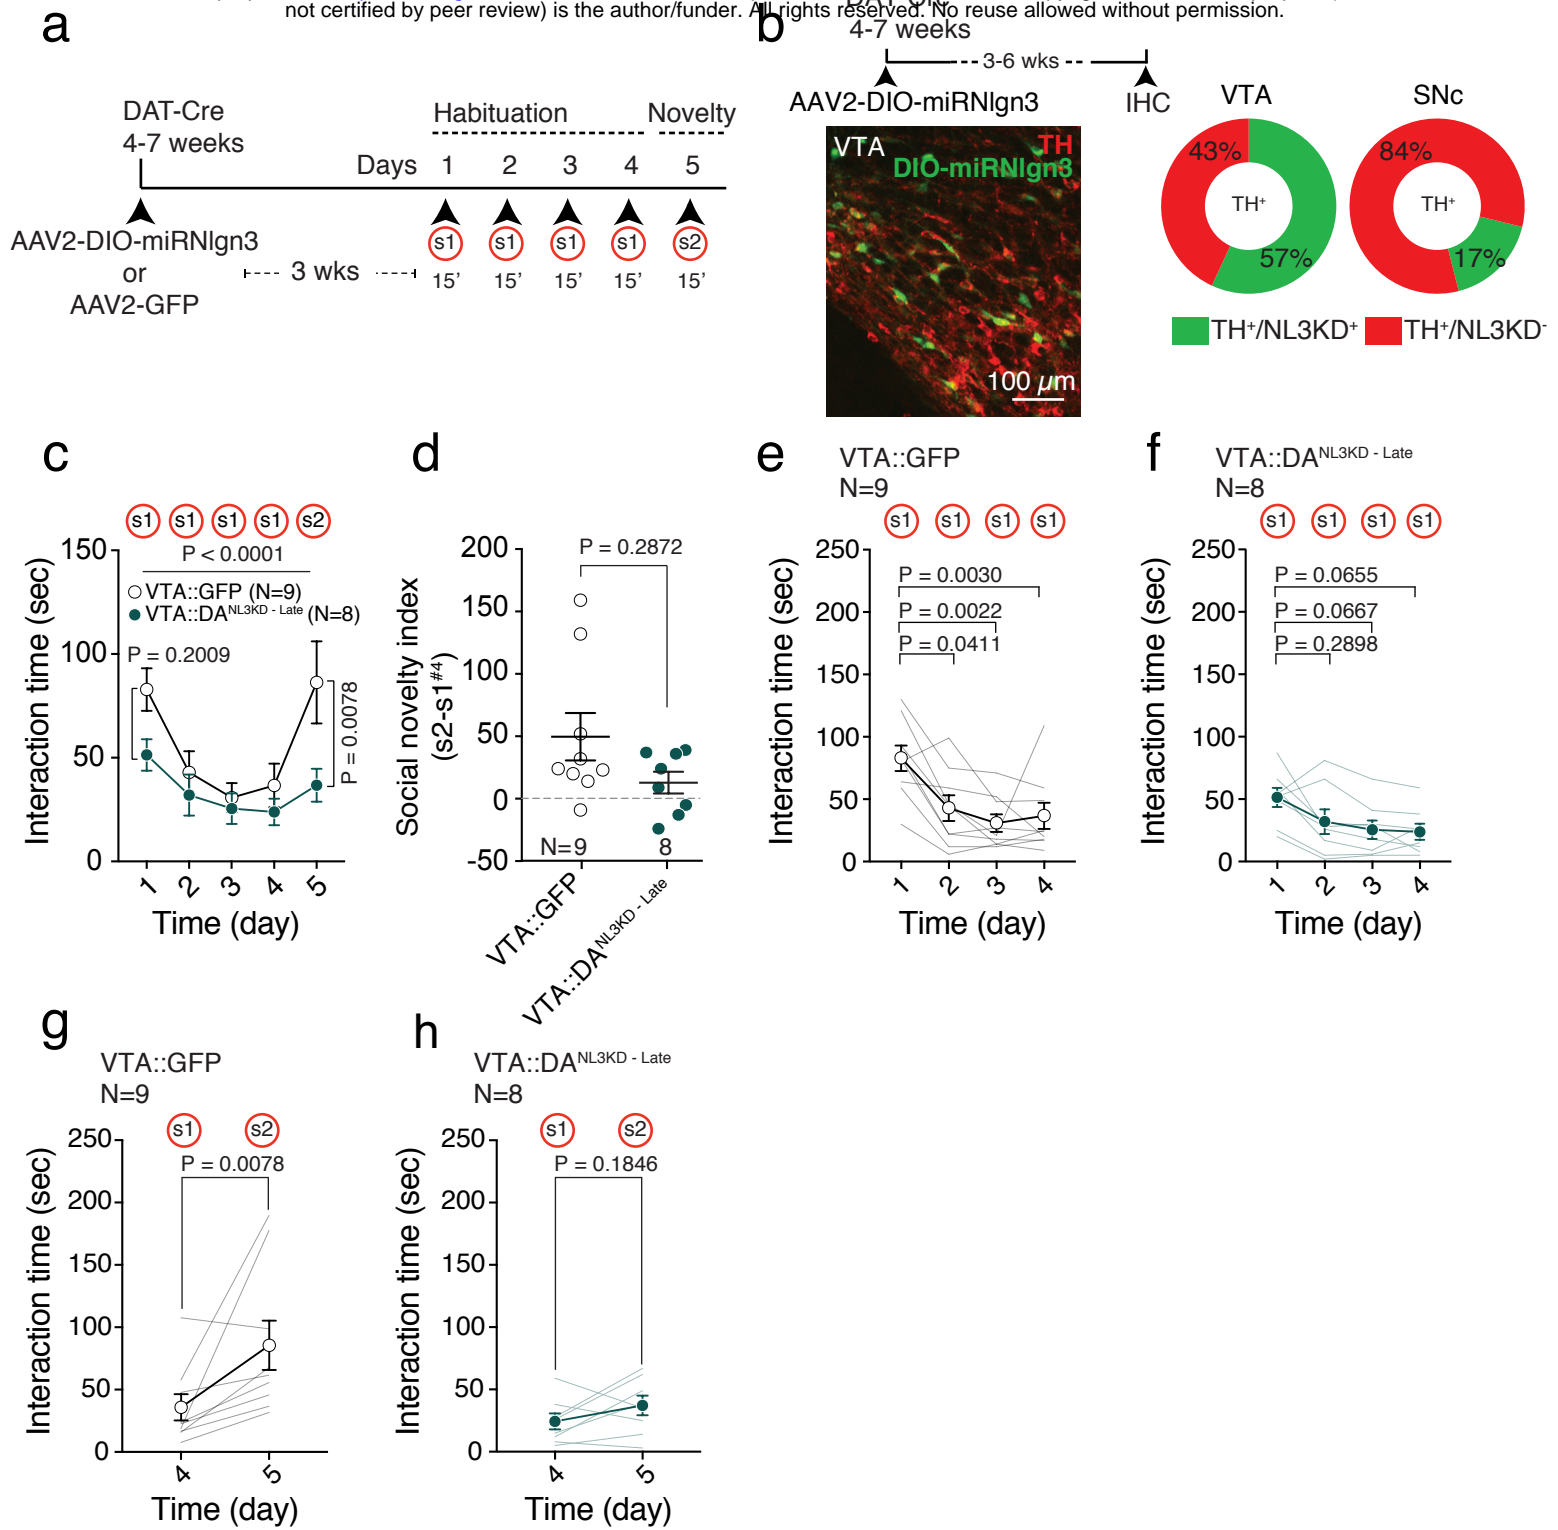 not certified by peer review) is the author/funder. All rights reserved. No reuse allowed without permission.
a
DAT-Cre
4-7 weeks
Habituation
Novelty
Days 1 2 3 4 5
AAV2-DIO-miRNlgn3
or
AAV2-GFP
3 wks
s1 s1 s1 s1 s2
15’ 15’ 15’ 15’ 15’
b
DAT-Cre
4-7 weeks
3-6 wks
AAV2-DIO-miRNlgn3
IHC
VTA
TH
DIO-miRNlgn3
100 µm
VTA
43%
TH⁺
57%
SNc
84%
TH⁺
17%
TH⁺/NL3KD⁺
TH⁺/NL3KD⁻
c
s1 s1 s1 s1 s2
P < 0.0001
VTA::GFP (N=9)
VTA::DA^NL3KD - Late (N=8)
P = 0.2009
P = 0.0078
Interaction time (sec)
150
100
50
0
1 2 3 4 5
Time (day)
d
P = 0.2872
Social novelty index
(s2-s1^#4)
200
150
100
50
0
-50
N=9
8
VTA::GFP
VTA::DA^NL3KD - Late
e
VTA::GFP
N=9
s1 s1 s1 s1
P = 0.0030
P = 0.0022
P = 0.0411
Interaction time (sec)
250
200
150
100
50
0
1 2 3 4
Time (day)
f
VTA::DA^NL3KD - Late
N=8
s1 s1 s1 s1
P = 0.0655
P = 0.0667
P = 0.2898
Interaction time (sec)
250
200
150
100
50
0
1 2 3 4
Time (day)
g
VTA::GFP
N=9
s1 s2
P = 0.0078
Interaction time (sec)
250
200
150
100
50
0
4 5
Time (day)
h
VTA::DA^NL3KD - Late
N=8
s1 s2
P = 0.1846
Interaction time (sec)
250
200
150
100
50
0
4 5
Time (day)